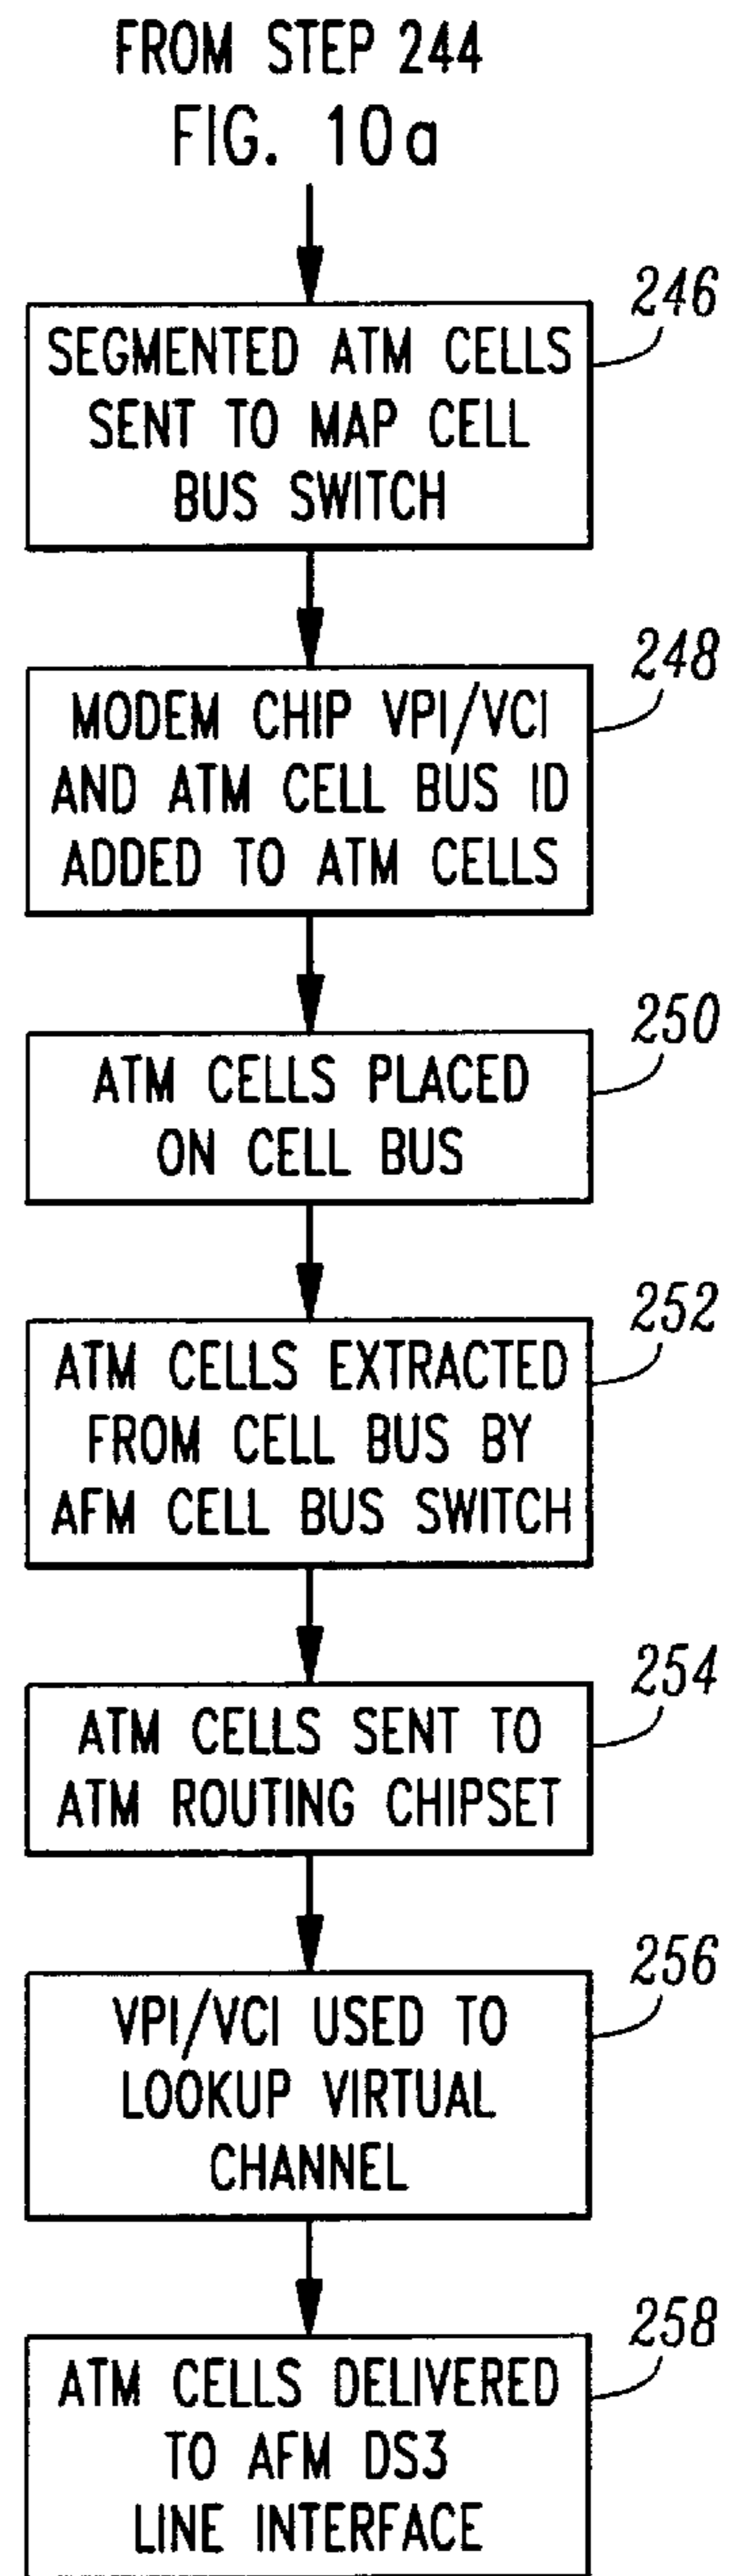 FROM STEP 244
FIG. 10a
246
SEGMENTED ATM CELLS
SENT TO MAP CELL
BUS SWITCH
248
MODEM CHIP VPI/VCI
AND ATM CELL BUS ID
ADDED TO ATM CELLS
250
ATM CELLS PLACED
ON CELL BUS
252
ATM CELLS EXTRACTED
FROM CELL BUS BY
AFM CELL BUS SWITCH
254
ATM CELLS SENT TO
ATM ROUTING CHIPSET
256
VPI/VCI USED TO
LOOKUP VIRTUAL
CHANNEL
258
ATM CELLS DELIVERED
TO AFM DS3
LINE INTERFACE